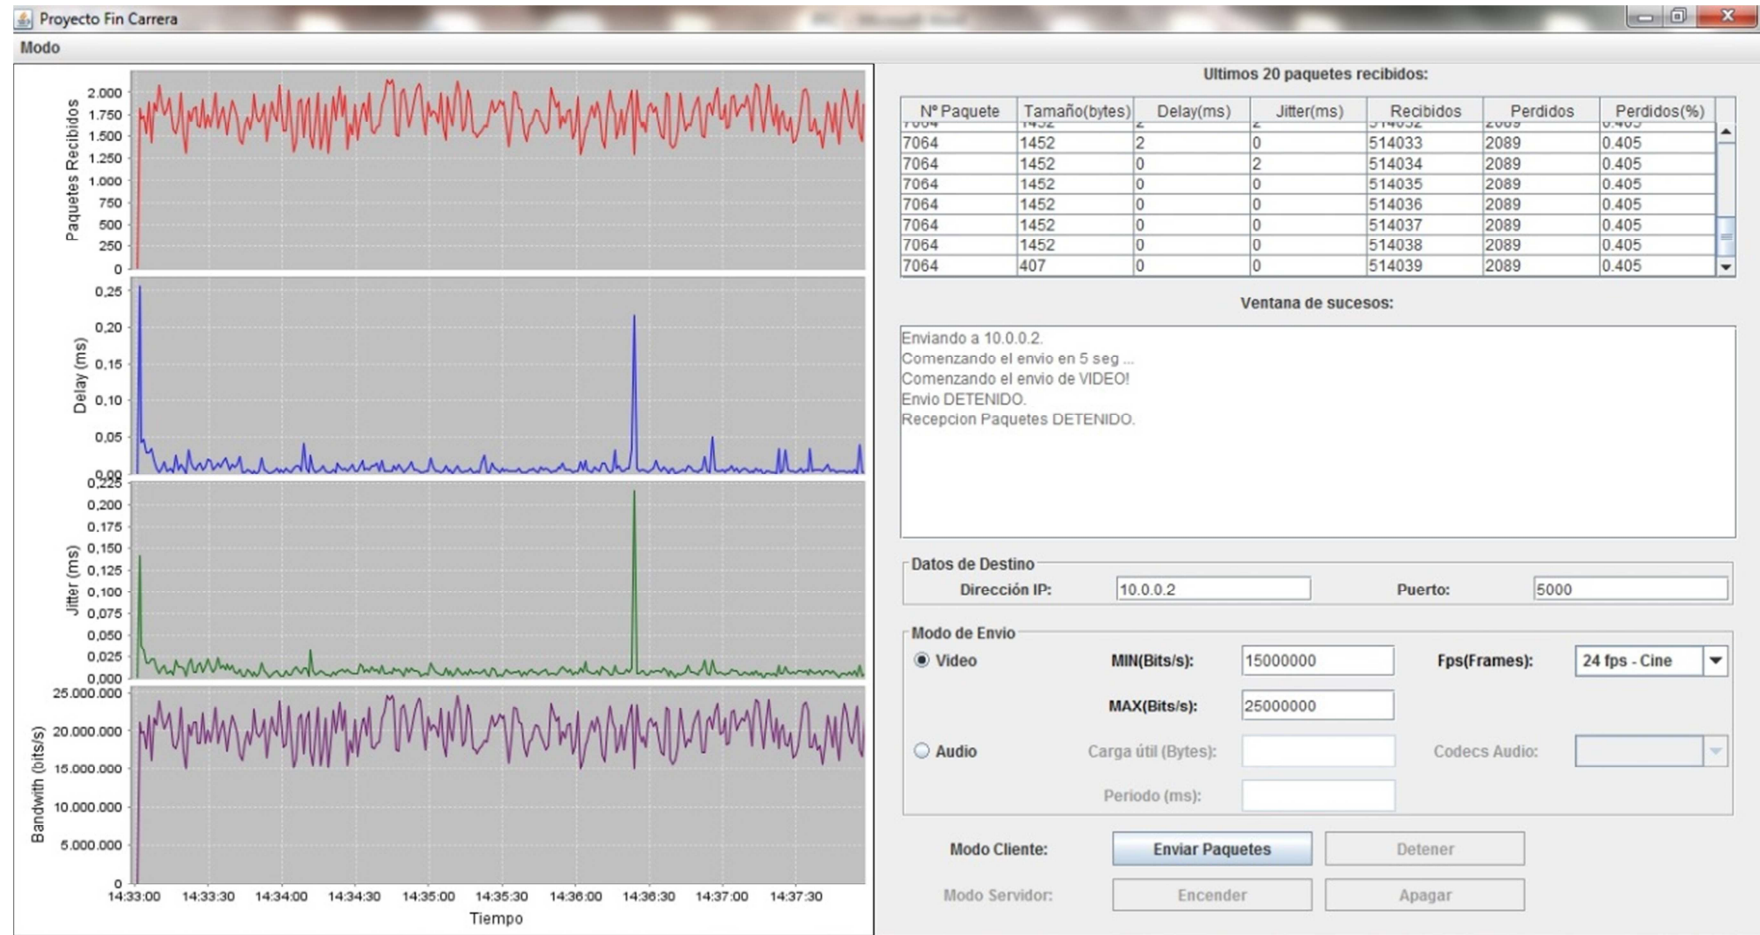 Proyecto Fin Carrera
Modo
Paquetes Recibidos
2.000
1.750
1.500
1.250
1.000
750
500
250
0
Delay (ms)
0,25
0,20
0,15
0,10
0,05
0,00
Jitter (ms)
0,225
0,200
0,175
0,150
0,125
0,100
0,075
0,050
0,025
0,000
Bandwith (bits/s)
25.000.000
20.000.000
15.000.000
10.000.000
5.000.000
0
14:33:00 14:33:30 14:34:00 14:34:30 14:35:00 14:35:30 14:36:00 14:36:30 14:37:00 14:37:30
Tiempo
Ultimos 20 paquetes recibidos:
Nº Paquete Tamaño(bytes) Delay(ms) Jitter(ms) Recibidos Perdidos Perdidos(%)
7064 1452 2 2 514032 2089 0.405
7064 1452 2 0 514033 2089 0.405
7064 1452 0 2 514034 2089 0.405
7064 1452 0 0 514035 2089 0.405
7064 1452 0 0 514036 2089 0.405
7064 1452 0 0 514037 2089 0.405
7064 1452 0 0 514038 2089 0.405
7064 407 0 0 514039 2089 0.405
Ventana de sucesos:
Enviando a 10.0.0.2.
Comenzando el envio en 5 seg ...
Comenzando el envio de VIDEO!
Envio DETENIDO.
Recepcion Paquetes DETENIDO.
Datos de Destino
Dirección IP: 10.0.0.2 Puerto: 5000
Modo de Envio
Video MIN(Bits/s): 15000000 Fps(Frames): 24 fps - Cine
MAX(Bits/s): 25000000
Audio Carga útil (Bytes): Codecs Audio:
Periodo (ms):
Modo Cliente: Enviar Paquetes Detener
Modo Servidor: Encender Apagar